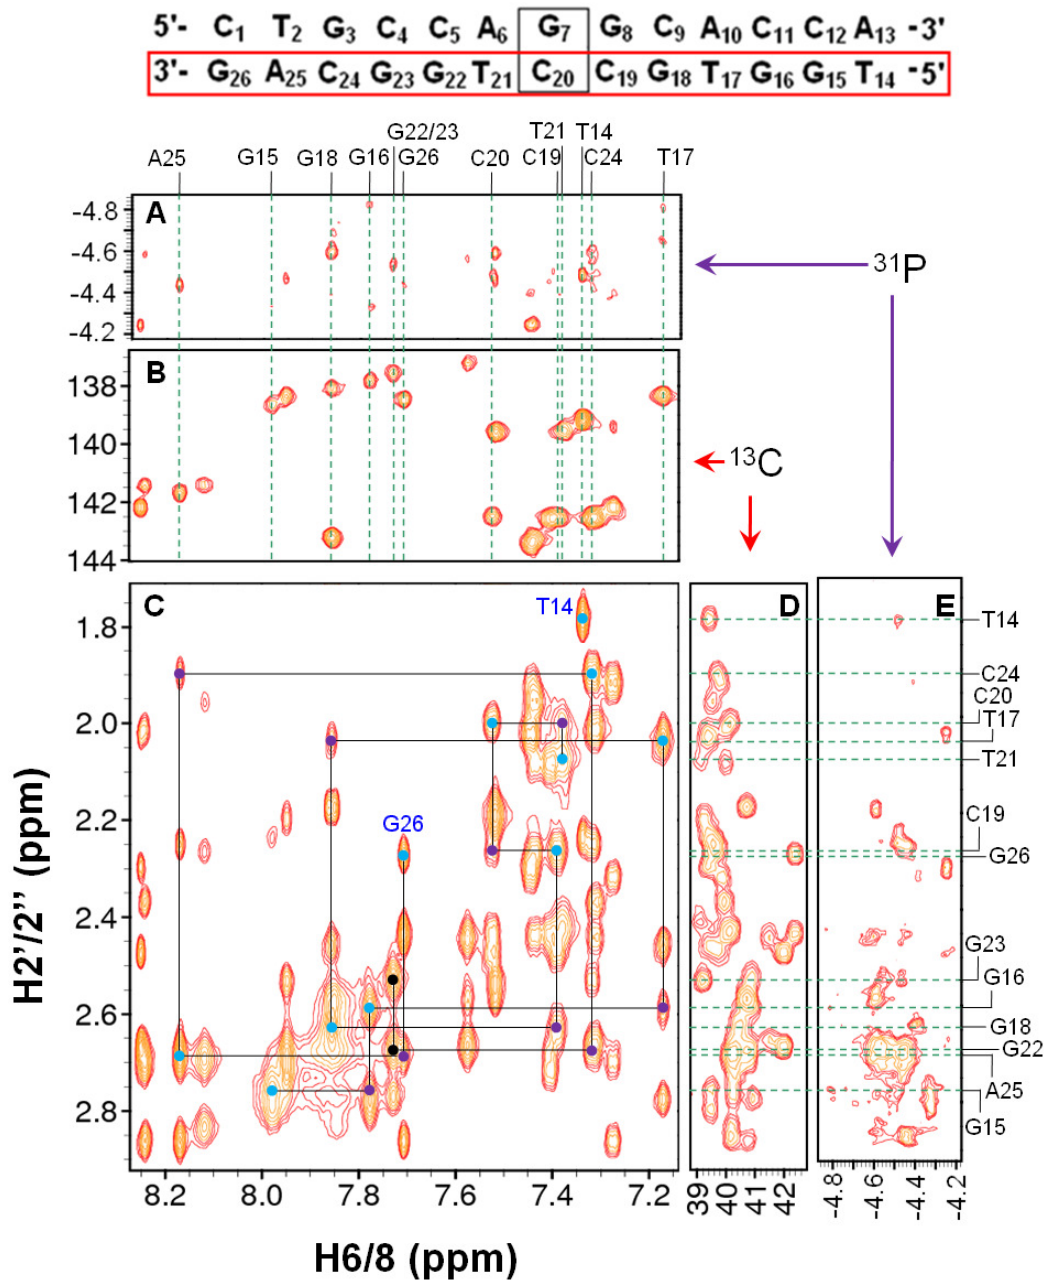 5'- C1 T2 G3 C4 C5 A6 G7 G8 C9 A10 C11 C12 A13 -3'
3'- G26 A25 C24 G23 G22 T21 C20 C19 G18 T17 G16 G15 T14 -5'
G22/23 T21 T14
A25 G15 G18 G16 G26 C20 C19 C24 T17
A
-4.8
-4.6
-4.4
-4.2
31P
B
138
140
142
144
13C
C
T14
G26
1.8
2.0
2.2
2.4
2.6
2.8
H2'/2'' (ppm)
8.2 8.0 7.8 7.6 7.4 7.2
H6/8 (ppm)
D
39 40 41 42
E
-4.8 -4.6 -4.4 -4.2
T14
C24
C20
T17
T21
C19
G26
G23
G16
G18
G22
A25
G15